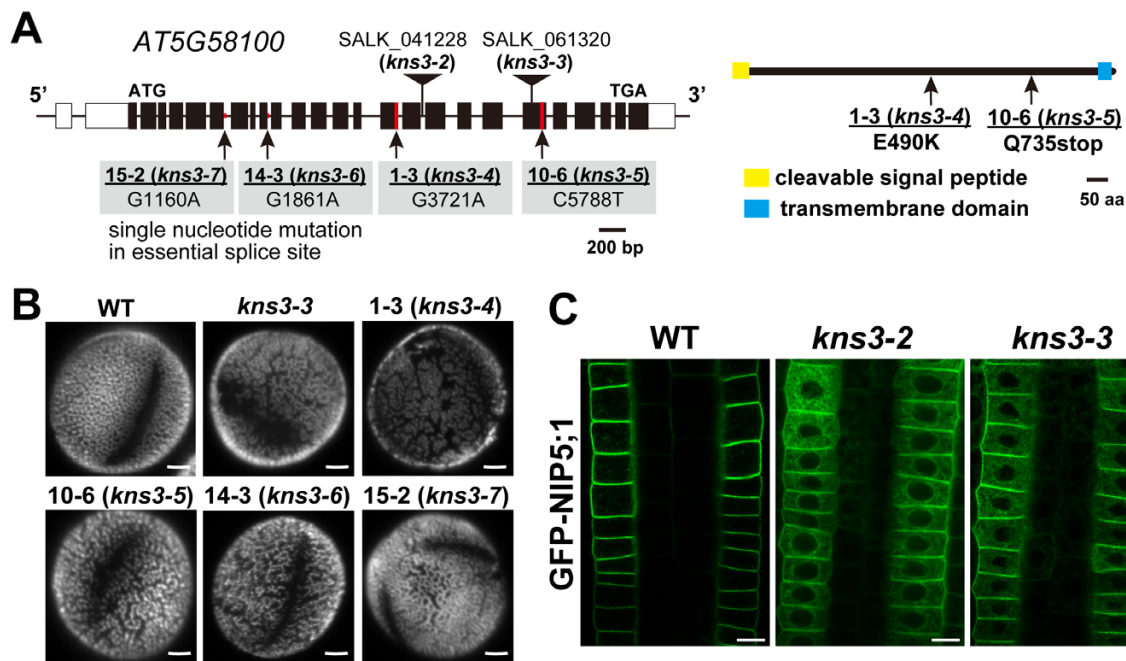 A
AT5G58100
SALK_041228
(kns3-2)
SALK_061320
(kns3-3)
5’
ATG
TGA
3’
15-2 (kns3-7)
G1160A
14-3 (kns3-6)
G1861A
1-3 (kns3-4)
G3721A
10-6 (kns3-5)
C5788T
single nucleotide mutation
in essential splice site
200 bp
1-3 (kns3-4)
E490K
10-6 (kns3-5)
Q735stop
cleavable signal peptide
transmembrane domain
50 aa
B
WT
kns3-3
1-3 (kns3-4)
10-6 (kns3-5)
14-3 (kns3-6)
15-2 (kns3-7)
C
WT
kns3-2
kns3-3
GFP-NIP5;1